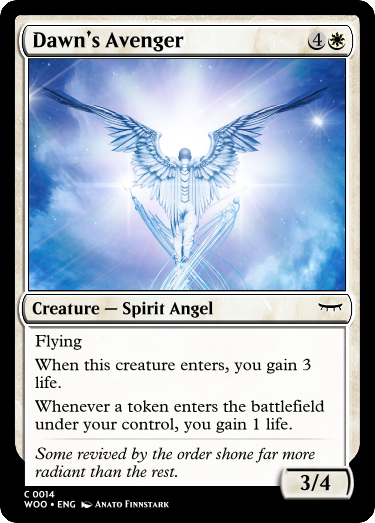 Dawn's Avenger 4
Creature — Spirit Angel
Flying
When this creature enters, you gain 3
life.
Whenever a token enters the battlefield
under your control, you gain 1 life.
Some revived by the order shone far more
radiant than the rest.
3/4
C 0014
WOO • ENG Anato Finnstark